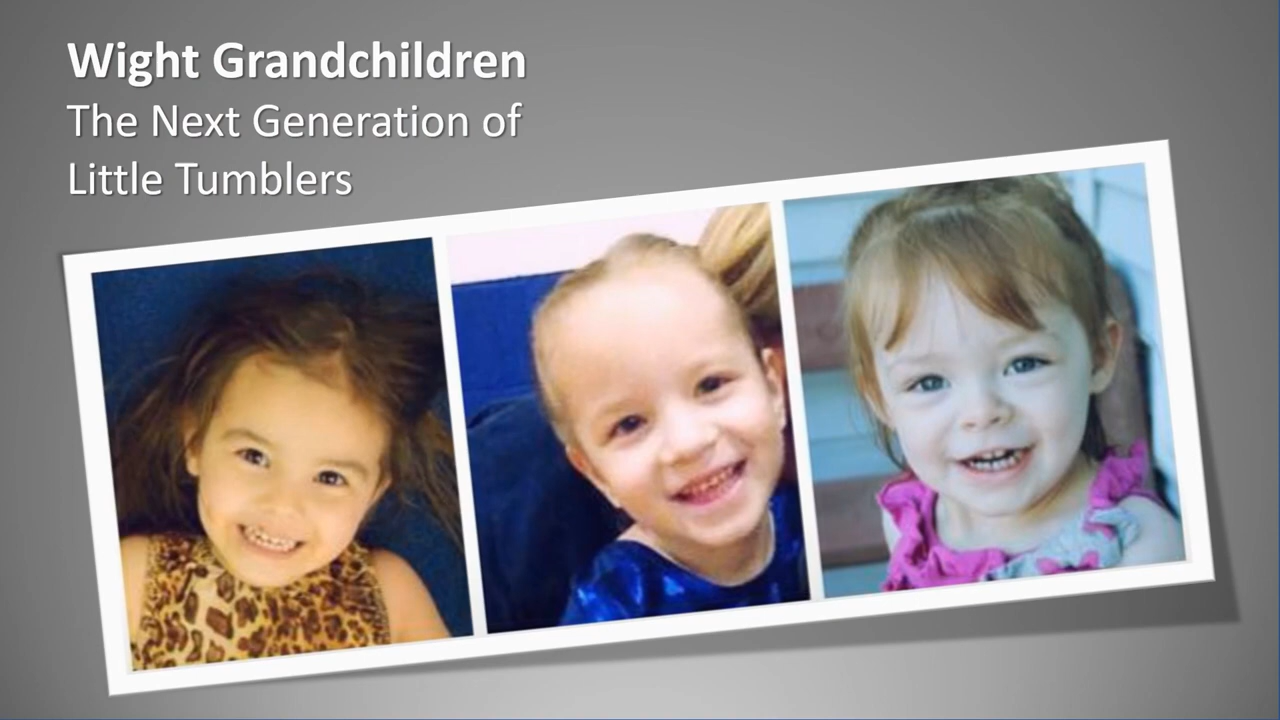 Wight Grandchildren
The Next Generation of
Little Tumblers